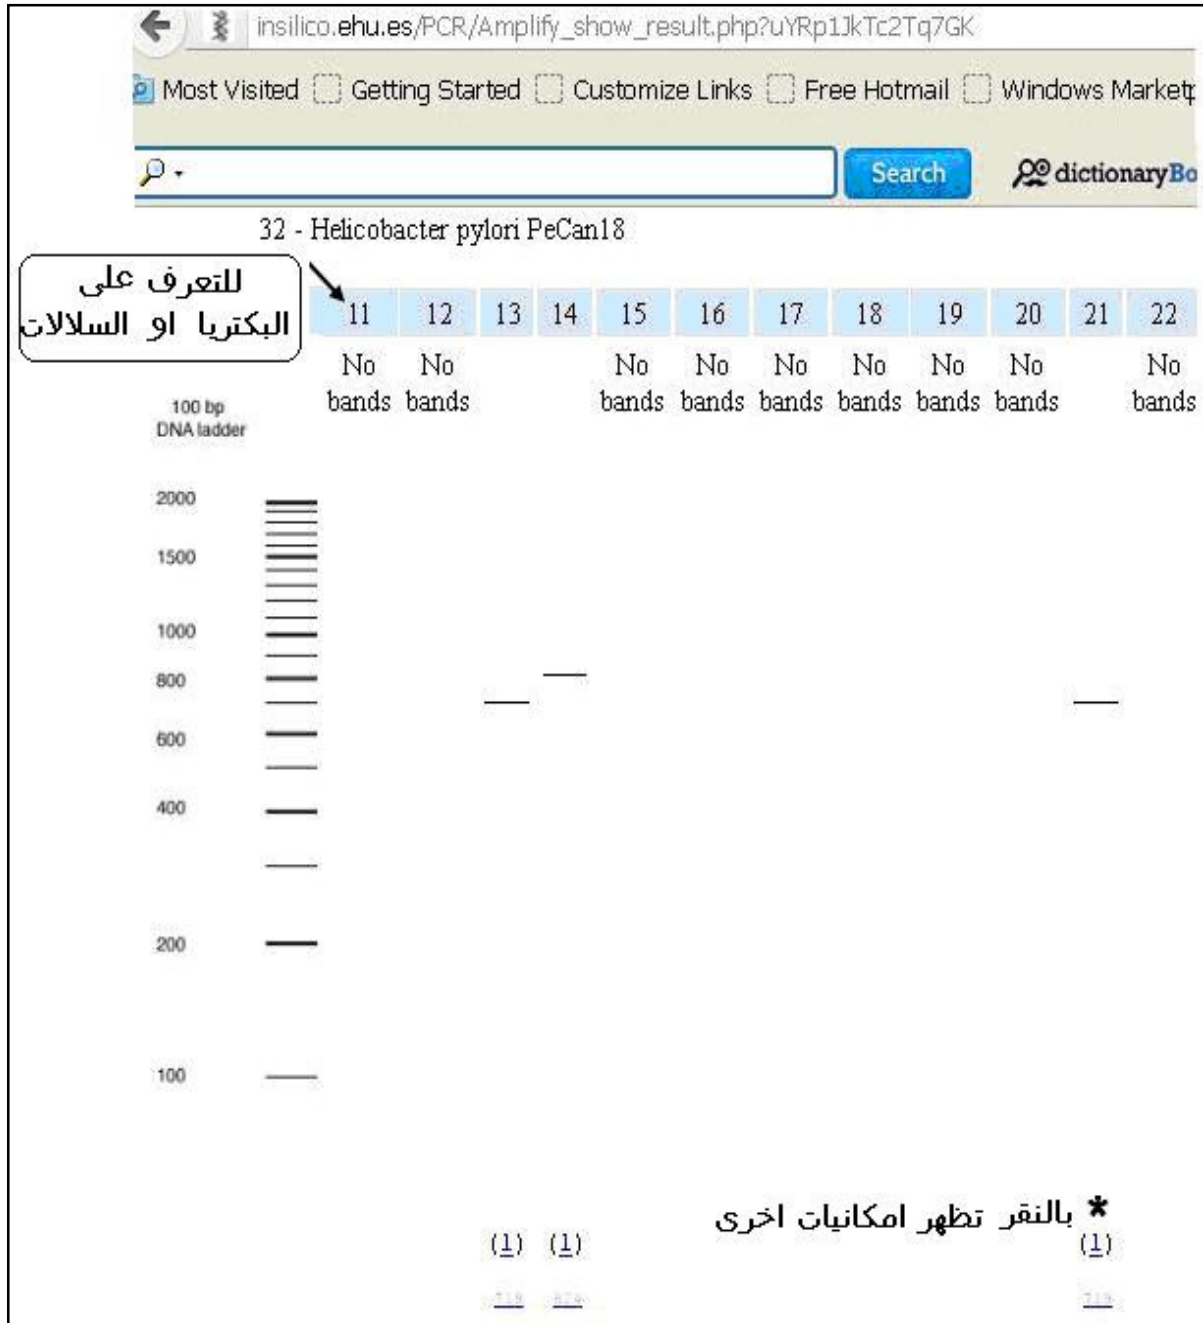 insilico.ehu.es/PCR/Amplify_show_result.php?uYRp1JkTc2Tq7GK
Most Visited Getting Started Customize Links Free Hotmail Windows Marketp
Search dictionaryBo
32 - Helicobacter pylori PeCan18
للتعرف على
البكتريا او السلالات
11 12 13 14 15 16 17 18 19 20 21 22
No No No No No No No No No
bands bands bands bands bands bands bands bands bands
100 bp
DNA ladder
2000
1500
1000
800
600
400
200
100
* بالنقر تظهر امكانيات اخرى
(1) (1) (1)
719 824 719